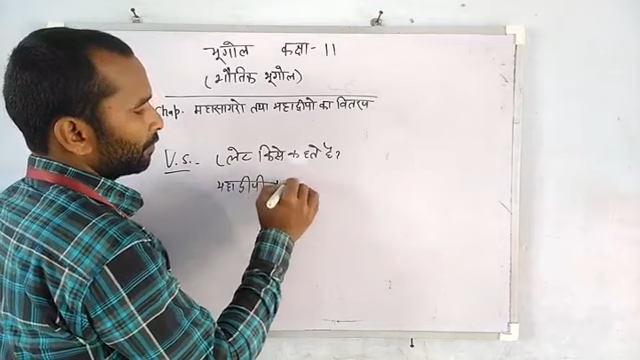 भूगोल कक्षा - 11
(भौतिक भूगोल)
Chap. महासागरो तथा महाद्वीपो का वितरण
V.S.- प्लेट किसे कहते है?
महाद्वीपी